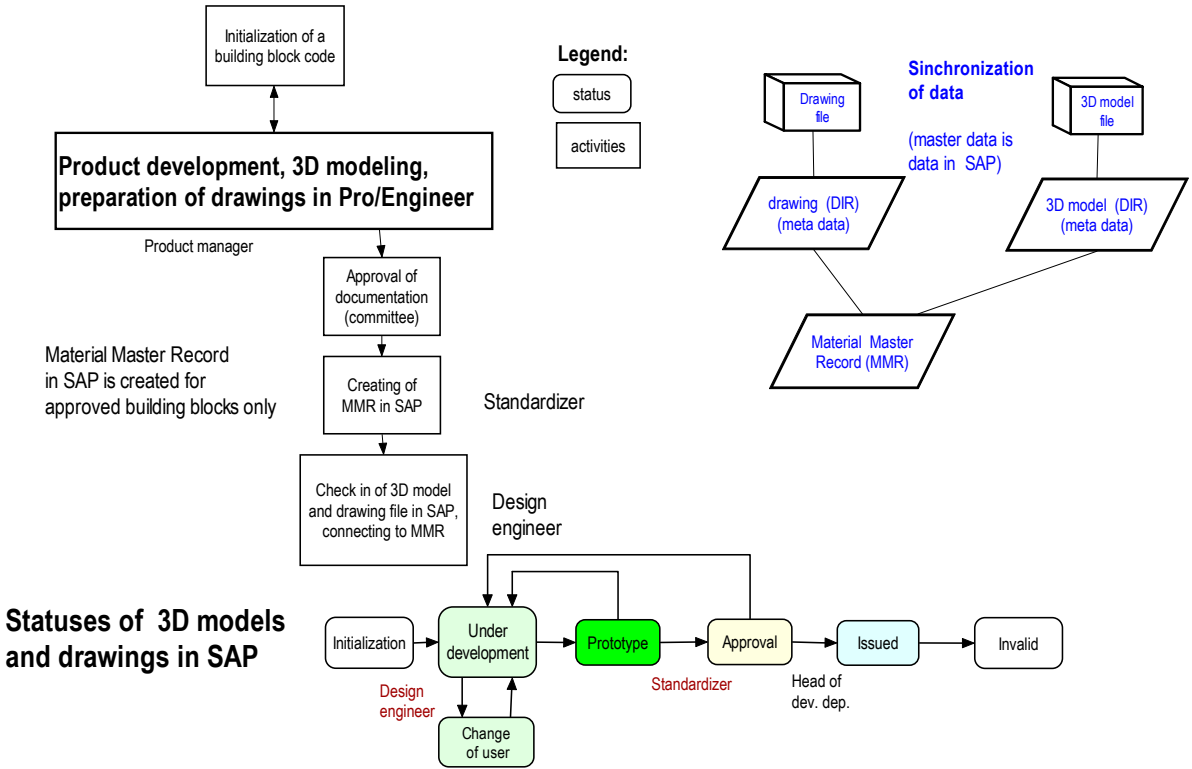 Initialization of a
building block code
Legend:
status
activities
Drawing
file
Sinchronization
of data
(master data is
data in SAP)
3D model
file
Product development, 3D modeling,
preparation of drawings in Pro/Engineer
drawing (DIR)
(meta data)
3D model (DIR)
(meta data)
Product manager
Approval of
documentation
(committee)
Material Master
Record (MMR)
Material Master Record
in SAP is created for
approved building blocks only
Creating of
MMR in SAP
Standardizer
Check in of 3D model
and drawing file in SAP,
connecting to MMR
Design
engineer
Statuses of 3D models
and drawings in SAP
Initialization
Under
development
Prototype
Approval
Issued
Invalid
Design
engineer
Standardizer
Head of
dev. dep.
Change
of user